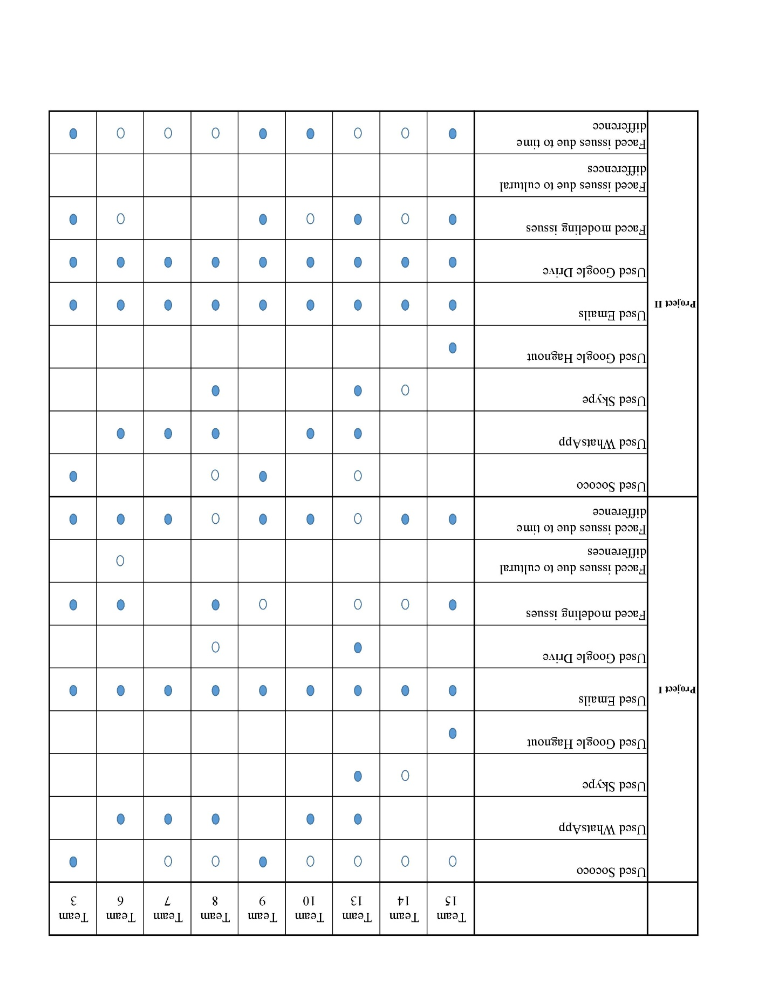 Team
15
Team
14
Team
13
Team
10
Team
9
Team
8
Team
7
Team
6
Team
3
Project I
Used Sococo
Used WhatsApp
Used Skype
Used Google Hagnout
Used Emails
Used Google Drive
Faced modeling issues
Faced issues due to cultural
differences
Faced issues due to time
difference
Project II
Used Sococo
Used WhatsApp
Used Skype
Used Google Hagnout
Used Emails
Used Google Drive
Faced modeling issues
Faced issues due to cultural
differences
Faced issues due to time
difference